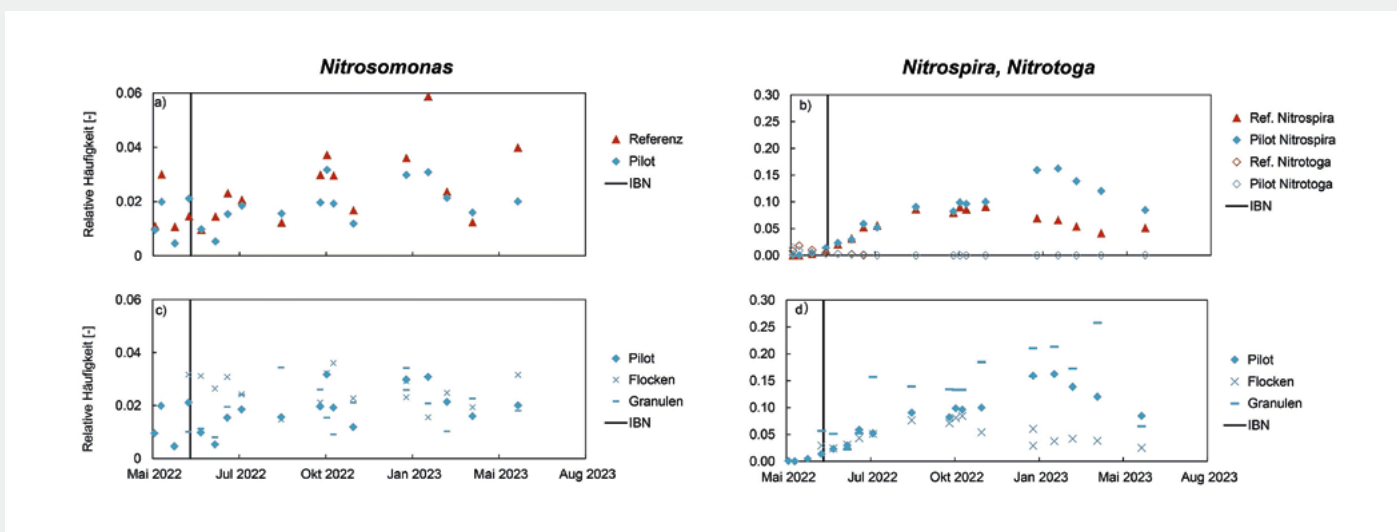 Nitrosomonas
Nitrospira, Nitrotoga
Relative Häufigkeit [-]
0.06
0.04
0.02
0
a)
Referenz
Pilot
IBN
0.30
0.25
0.20
0.15
0.10
0.05
0.00
b)
Ref. Nitrospira
Pilot Nitrospira
Ref. Nitrotoga
Pilot Nitrotoga
IBN
Relative Häufigkeit [-]
0.06
0.04
0.02
0
c)
Pilot
Flocken
Granulen
IBN
Mai 2022 Jul 2022 Okt 2022 Jan 2023 Mai 2023 Aug 2023
0.30
0.25
0.20
0.15
0.10
0.05
0.00
d)
Pilot
Flocken
Granulen
IBN
Mai 2022 Jul 2022 Okt 2022 Jan 2023 Mai 2023 Aug 2023